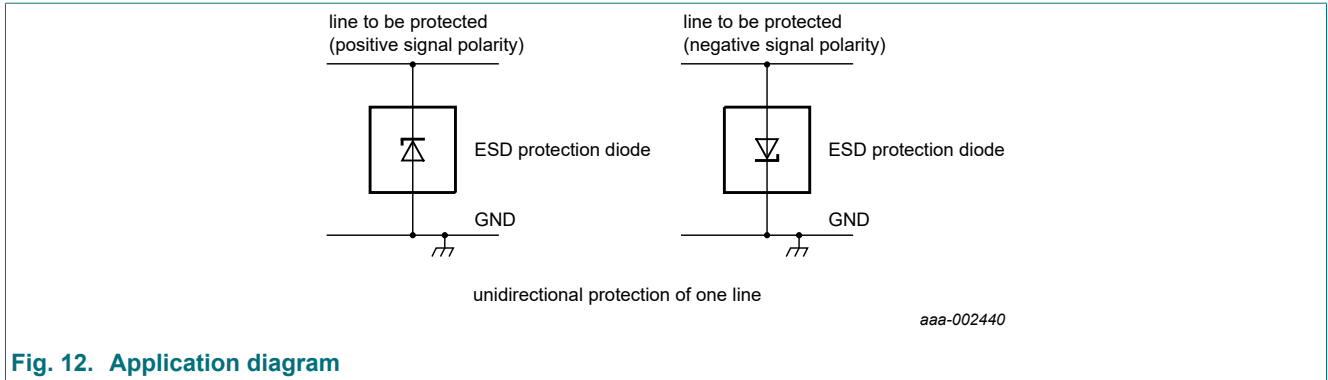 line to be protected
(positive signal polarity)
line to be protected
(negative signal polarity)
ESD protection diode
ESD protection diode
GND
GND
unidirectional protection of one line
aaa-002440
Fig. 12. Application diagram